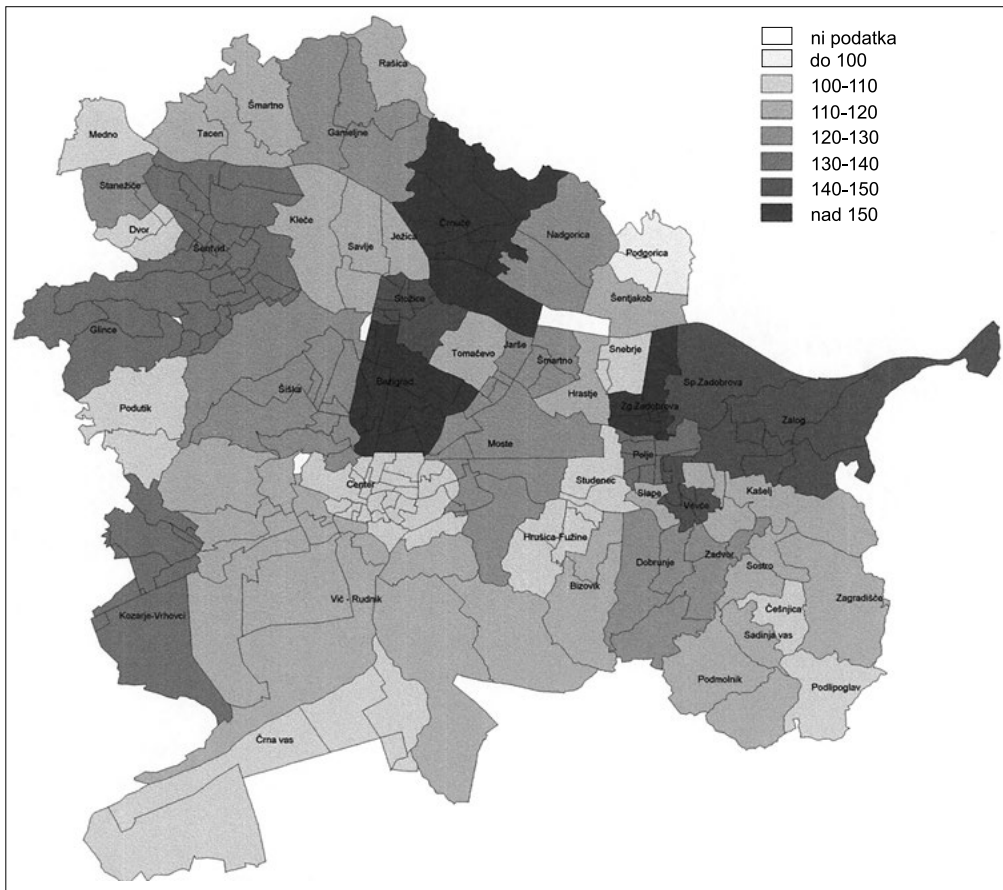 ni podatka
do 100
100-110
110-120
120-130
130-140
140-150
nad 150
Rašica
Šmartno
Medno
Tacen
Gameljne
Stanežiče
Dvor
Šentvid
Kleče
Savlje
Ježica
Črnuče
Nadgorica
Podgorica
Šentjakob
Stožice
Glince
Tomačevo
Jarše
Šmartno
Snebrje
Sp.Zadobrova
Šiška
Bežigrad
Hrastje
Zg.Zadobrova
Zalog
Podutik
Moste
Polje
Center
Studenec
Slape
Vevče
Kašelj
Hrušica-Fužine
Dobrunje
Zadvor
Bizovik
Sostro
Vič - Rudnik
Češnjica
Zagradišče
Kozarje-Vrhovci
Sadinja vas
Podmolnik
Podlipoglav
Črna vas